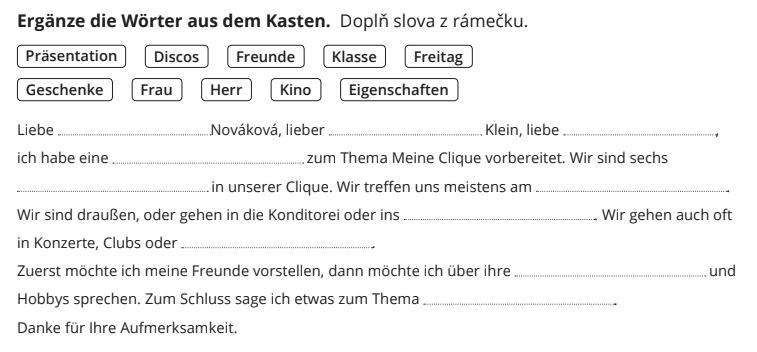 Ergänze die Wörter aus dem Kasten. Doplň slova z rámečku.
Präsentation Discos Freunde Klasse Freitag
Geschenke Frau Herr Kino Eigenschaften
Liebe ........................ Nováková, lieber ........................ Klein, liebe ........................,
ich habe eine ........................ zum Thema Meine Clique vorbereitet. Wir sind sechs
........................ in unserer Clique. Wir treffen uns meistens am .........................
Wir sind draußen, oder gehen in die Konditorei oder ins ......................... Wir gehen auch oft
in Konzerte, Clubs oder .........................
Zuerst möchte ich meine Freunde vorstellen, dann möchte ich über ihre ........................ und
Hobbys sprechen. Zum Schluss sage ich etwas zum Thema .........................
Danke für Ihre Aufmerksamkeit.